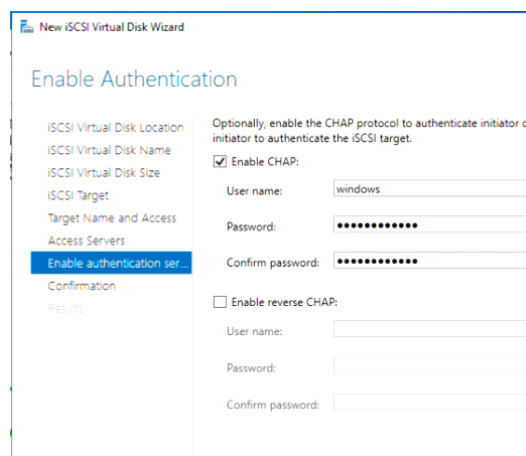 New iSCSI Virtual Disk Wizard
Enable Authentication
iSCSI Virtual Disk Location
iSCSI Virtual Disk Name
iSCSI Virtual Disk Size
iSCSI Target
Target Name and Access
Access Servers
Enable authentication ser...
Confirmation
Results
Optionally, enable the CHAP protocol to authenticate initiator
initiator to authenticate the iSCSI target.
Enable CHAP:
User name:
windows
Password:
●●●●●●●●●●●●
Confirm password:
●●●●●●●●●●●●
Enable reverse CHAP:
User name:
Password:
Confirm password: